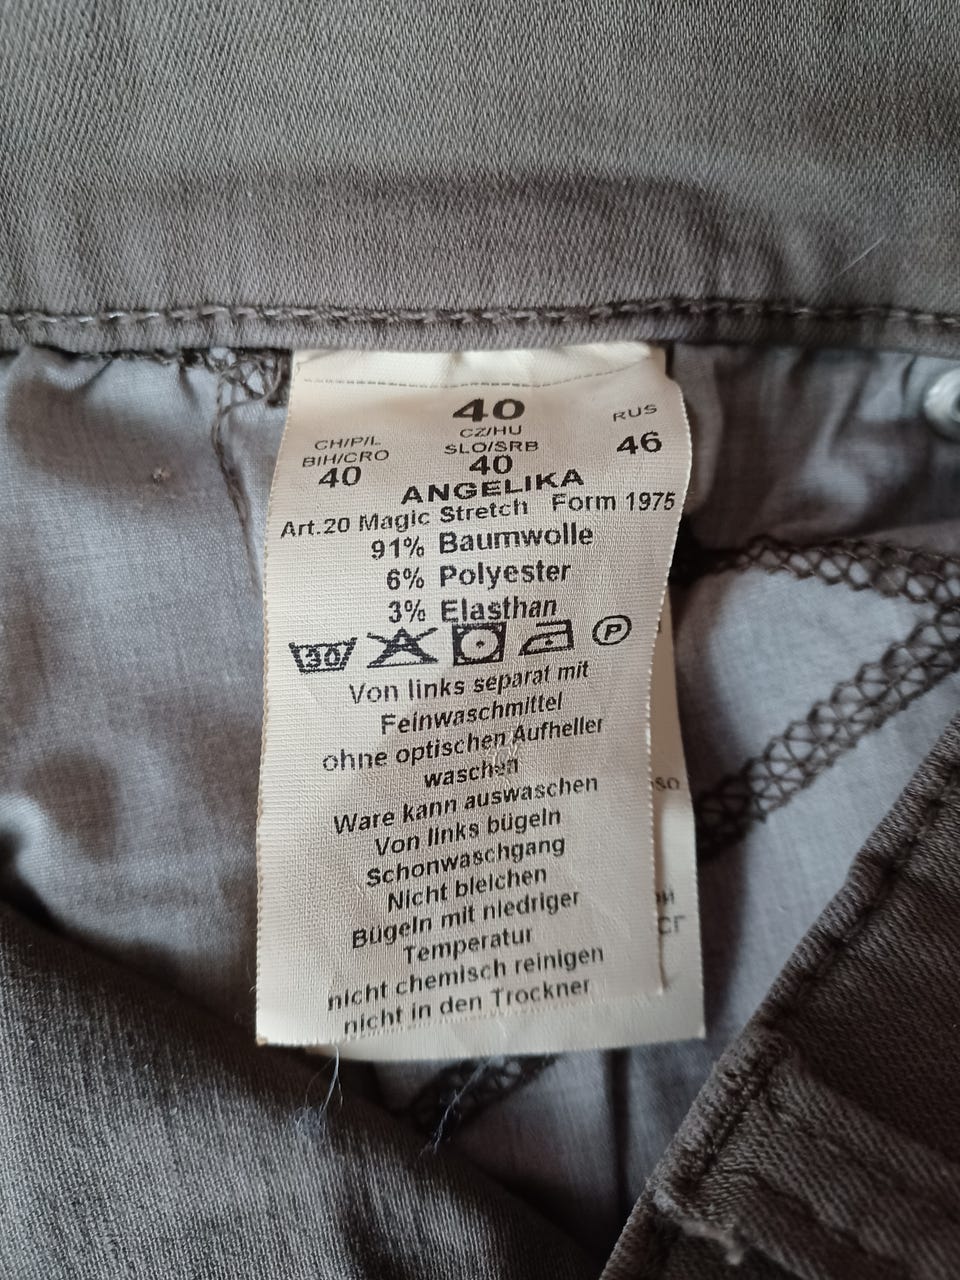 40
CH/P/L CZ/HU RUS
BIH/CRO SLO/SRB 46
40 40
ANGELIKA
Art.20 Magic Stretch Form 1975
91% Baumwolle
6% Polyester
3% Elasthan
30 P
Von links separat mit
Feinwaschmittel
ohne optischen Aufheller
waschen
Ware kann auswaschen
Von links bügeln
Schonwaschgang
Nicht bleichen
Bügeln mit niedriger
Temperatur
nicht chemisch reinigen
nicht in den Trockner